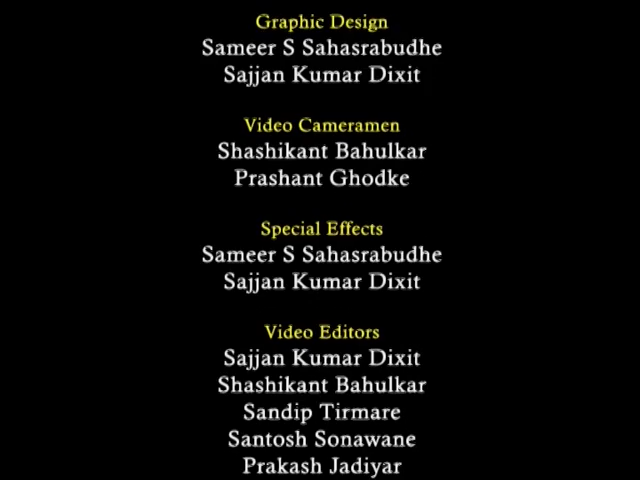 Graphic Design
Sameer S Sahasrabudhe
Sajjan Kumar Dixit
Video Cameramen
Shashikant Bahulkar
Prashant Ghodke
Special Effects
Sameer S Sahasrabudhe
Sajjan Kumar Dixit
Video Editors
Sajjan Kumar Dixit
Shashikant Bahulkar
Sandip Tirmare
Santosh Sonawane
Prakash Jadiyar